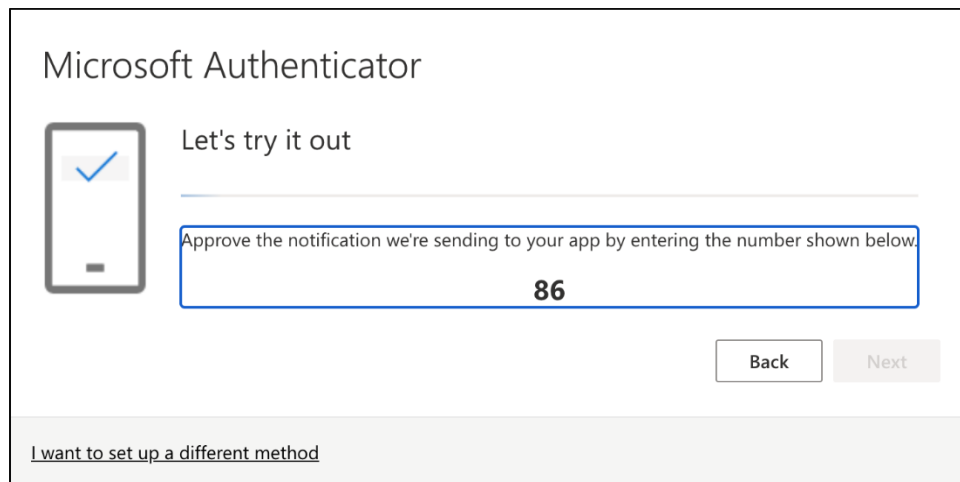 Microsoft Authenticator
Let's try it out
Approve the notification we're sending to your app by entering the number shown below.
86
Back
Next
I want to set up a different method